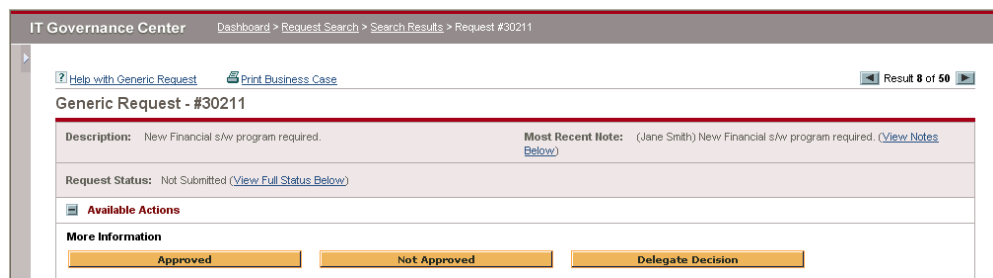 IT Governance Center Dashboard > Request Search > Search Results > Request #30211
? Help with Generic Request Print Business Case Result 8 of 50
Generic Request - #30211
Description: New Financial s/w program required. Most Recent Note: (Jane Smith) New Financial s/w program required. (View Notes
Below)
Request Status: Not Submitted (View Full Status Below)
Available Actions
More Information
Approved Not Approved Delegate Decision